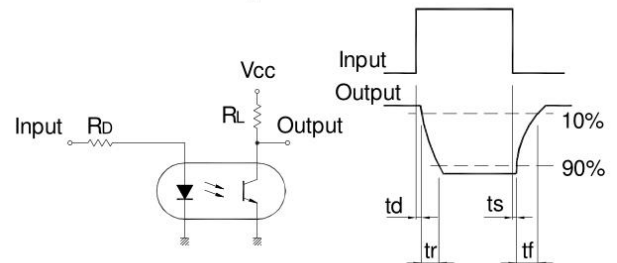 Input
RD
Vcc
RL
Output
Input
Output
10%
90%
td
ts
tr
tf